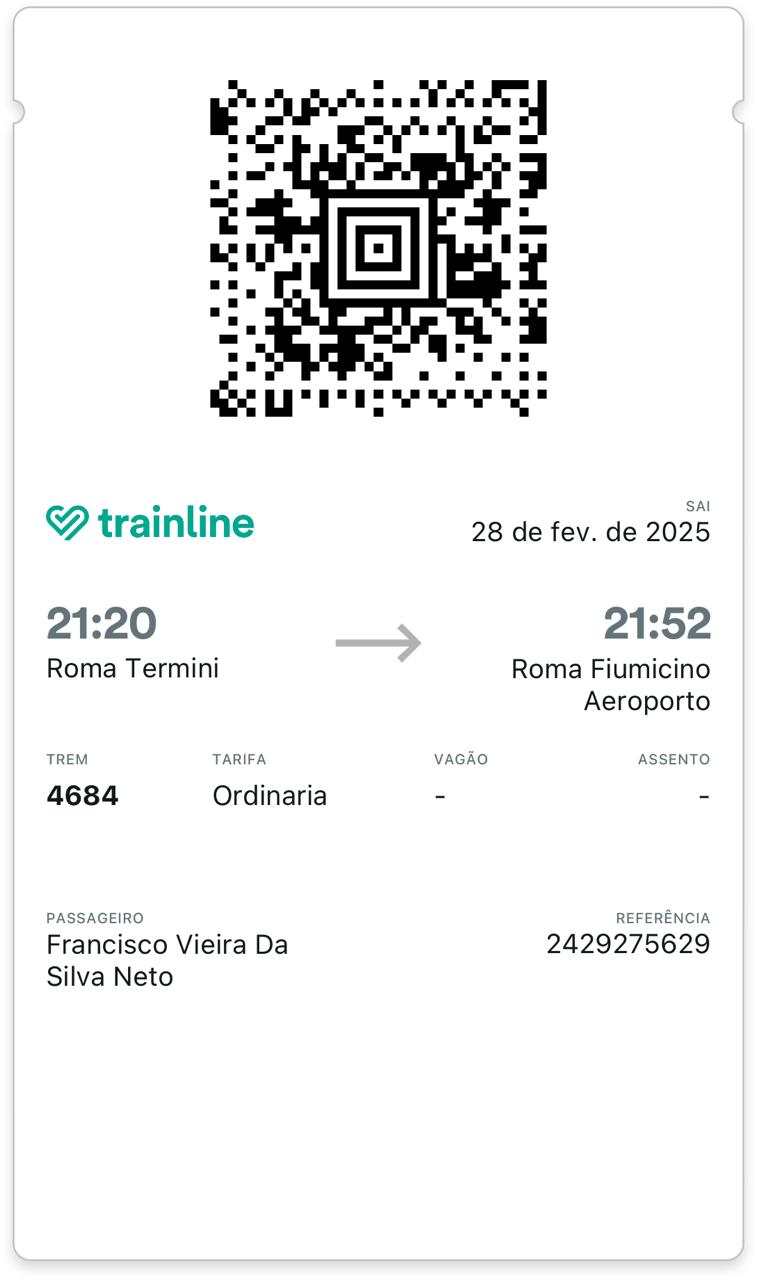 trainline
SAI
28 de fev. de 2025
21:20
21:52
Roma Termini
Roma Fiumicino
Aeroporto
TREM
TARIFA
VAGÃO
ASSENTO
4684
Ordinaria
-
-
PASSAGEIRO
REFERÊNCIA
Francisco Vieira Da
2429275629
Silva Neto